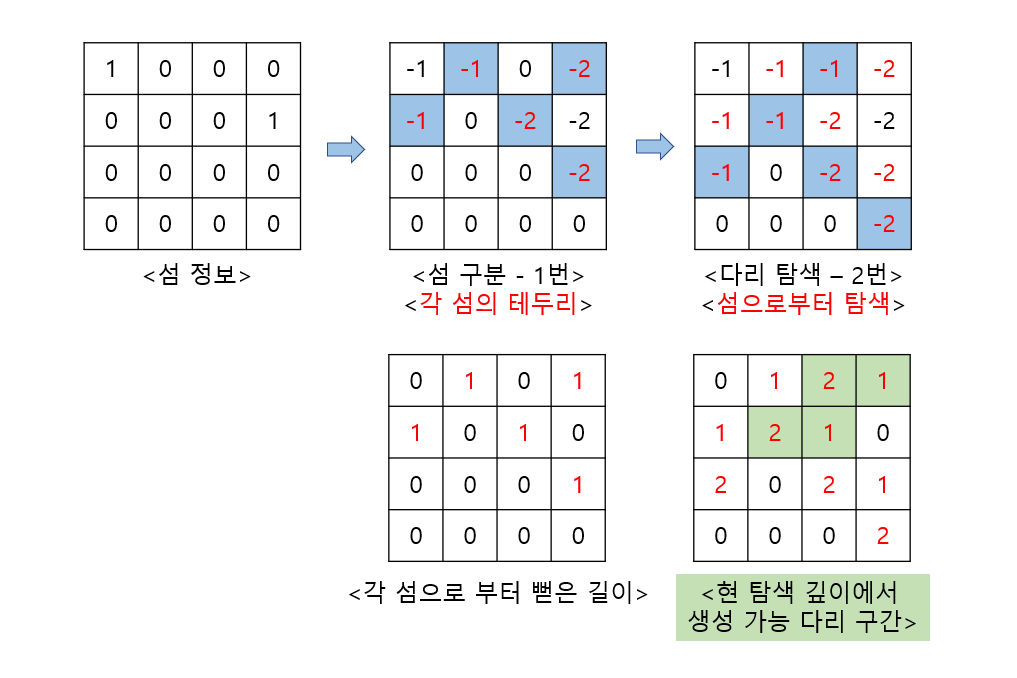 1 0 0 0
0 0 0 1
0 0 0 0
0 0 0 0
<섬 정보>
-1 -1 0 -2
-1 0 -2 -2
0 0 0 -2
0 0 0 0
<섬 구분 - 1번>
<각 섬의 테두리>
-1 -1 -1 -2
-1 -1 -2 -2
-1 0 -2 -2
0 0 0 -2
<다리 탐색 – 2번>
<섬으로부터 탐색>
0 1 0 1
1 0 1 0
0 0 0 1
0 0 0 0
<각 섬으로 부터 뻗은 길이>
0 1 2 1
1 2 1 0
2 0 2 1
0 0 0 2
<현 탐색 깊이에서
생성 가능 다리 구간>